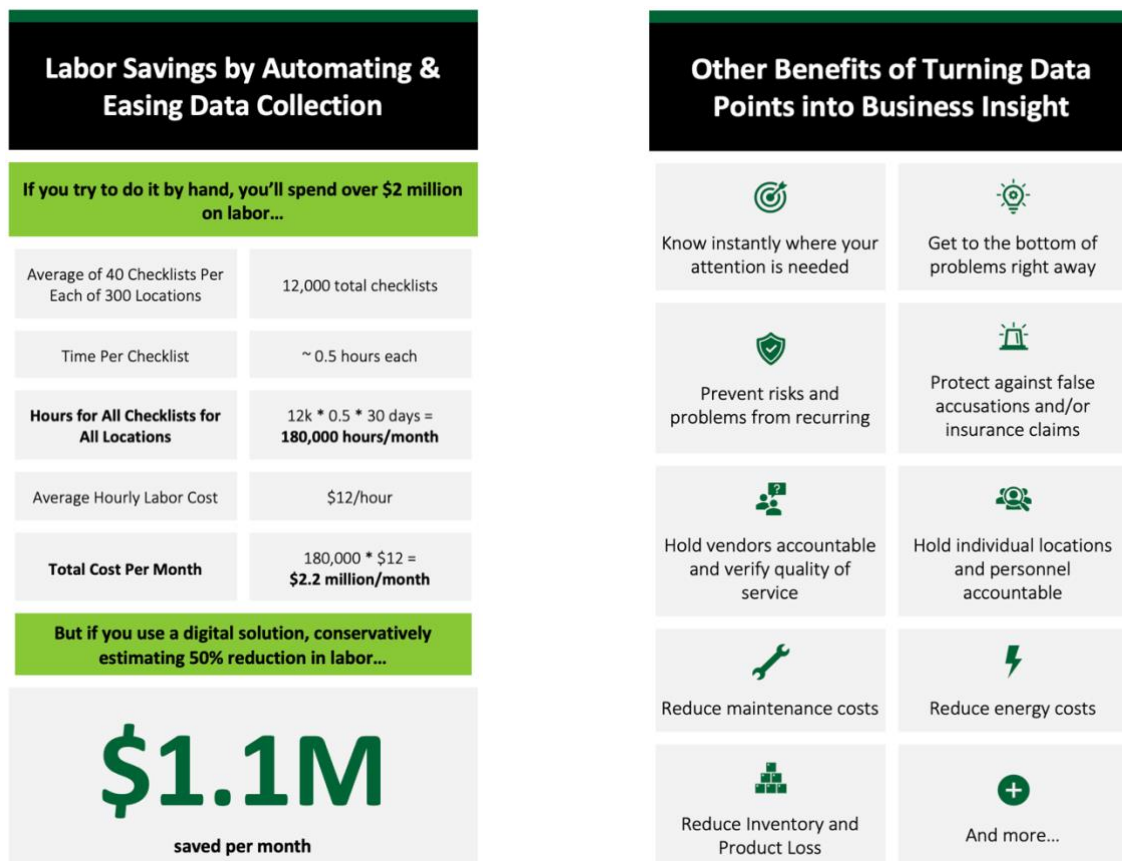 Labor Savings by Automating &
Easing Data Collection
If you try to do it by hand, you'll spend over $2 million
on labor...
Average of 40 Checklists Per
Each of 300 Locations
12,000 total checklists
Time Per Checklist
~ 0.5 hours each
Hours for All Checklists for
All Locations
12k * 0.5 * 30 days =
180,000 hours/month
Average Hourly Labor Cost
$12/hour
Total Cost Per Month
180,000 * $12 =
$2.2 million/month
But if you use a digital solution, conservatively
estimating 50% reduction in labor...
$1.1M
saved per month
Other Benefits of Turning Data
Points into Business Insight
Know instantly where your
attention is needed
Get to the bottom of
problems right away
Prevent risks and
problems from recurring
Protect against false
accusations and/or
insurance claims
?
Hold vendors accountable
and verify quality of
service
Hold individual locations
and personnel
accountable
Reduce maintenance costs
Reduce energy costs
Reduce Inventory and
Product Loss
And more...